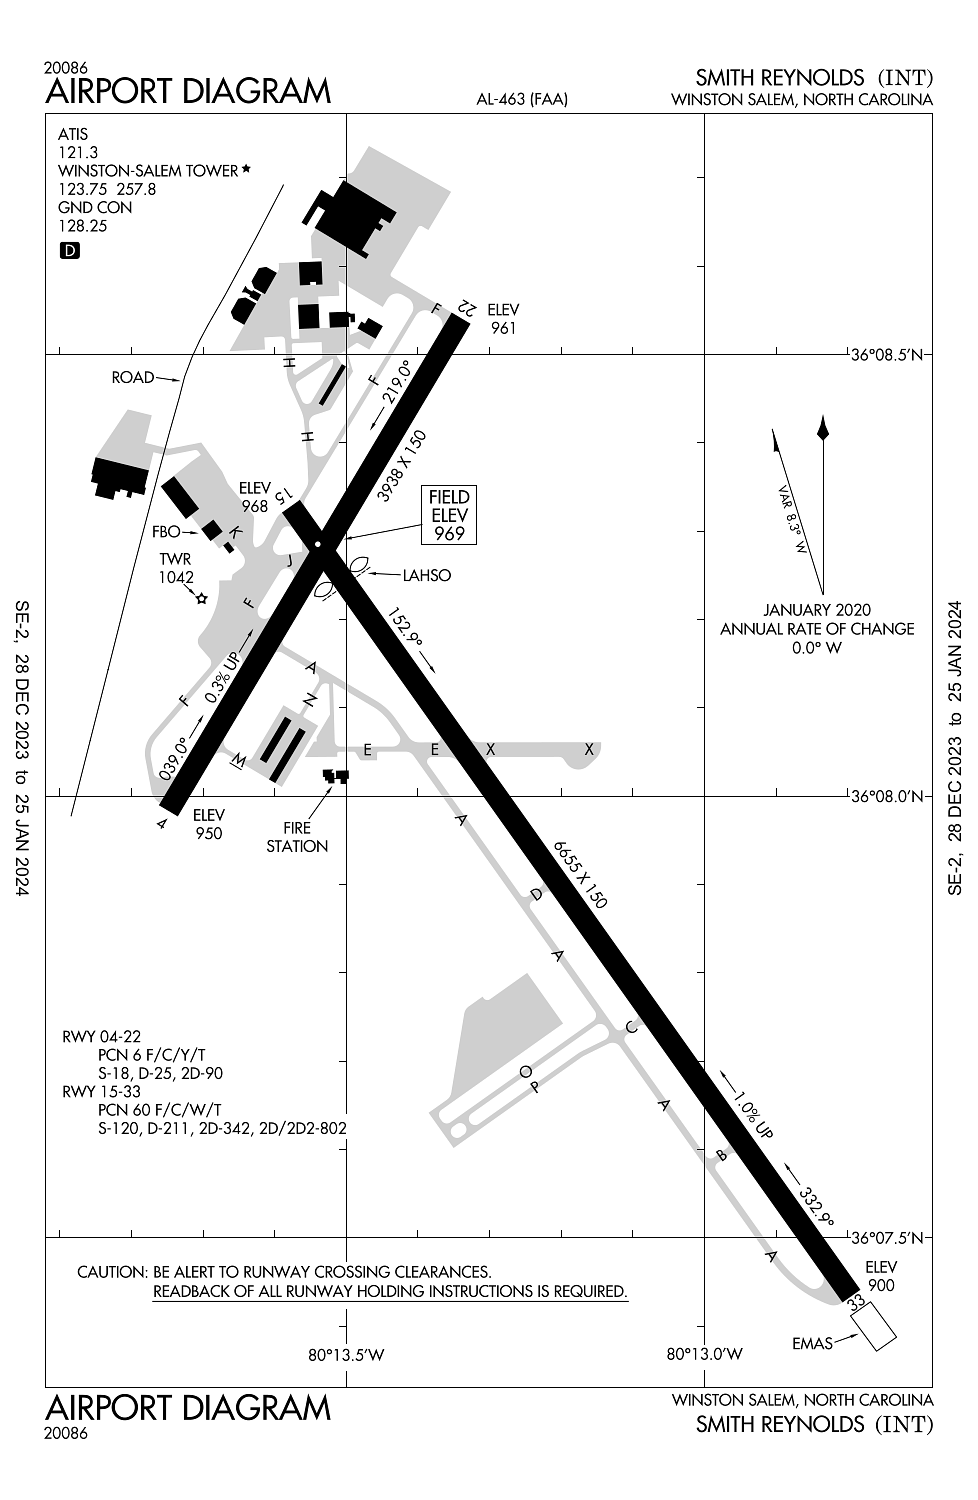 20086
AIRPORT DIAGRAM
AL-463 (FAA)
SMITH REYNOLDS (INT)
WINSTON SALEM, NORTH CAROLINA
ATIS
121.3
WINSTON-SALEM TOWER ★
123.75 257.8
GND CON
128.25
D
F
22
ELEV
961
36°08.5'N
ROAD
H
F
219.0°
H
3938 X 150
ELEV
968
15
FIELD
ELEV
969
VAR 8.3° W
FBO
K
J
TWR
1042
LAHSO
JANUARY 2020
ANNUAL RATE OF CHANGE
0.0° W
F
152.9°
A
0.3% UP
F
N
039.0°
M
E
E
X
X
36°08.0'N
4
ELEV
950
FIRE
STATION
A
6655 X 150
D
A
C
RWY 04-22
PCN 6 F/C/Y/T
S-18, D-25, 2D-90
RWY 15-33
PCN 60 F/C/W/T
S-120, D-211, 2D-342, 2D/2D2-802
O
P
A
1.0% UP
B
332.9°
36°07.5'N
A
ELEV
900
33
EMAS
CAUTION: BE ALERT TO RUNWAY CROSSING CLEARANCES.
READBACK OF ALL RUNWAY HOLDING INSTRUCTIONS IS REQUIRED.
80°13.5'W
80°13.0'W
SE-2, 28 DEC 2023 to 25 JAN 2024
SE-2, 28 DEC 2023 to 25 JAN 2024
AIRPORT DIAGRAM
20086
WINSTON SALEM, NORTH CAROLINA
SMITH REYNOLDS (INT)